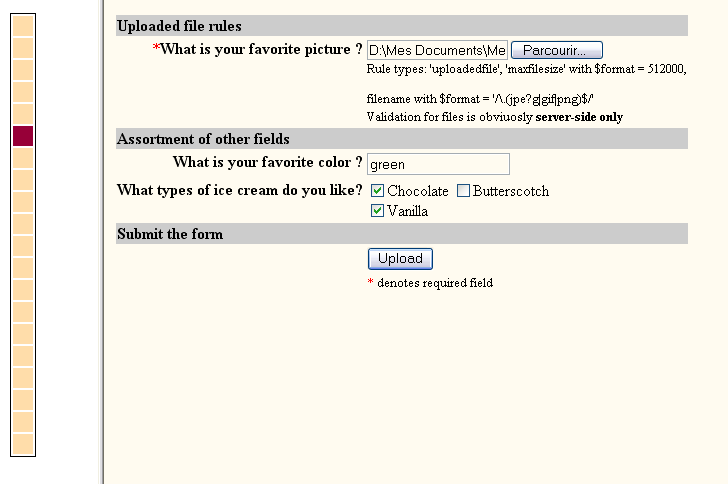 Uploaded file rules
*What is your favorite picture ? D:\Mes Documents\Me Parcourir...
Rule types: 'uploadedfile', 'maxfilesize' with $format = 512000,
filename with $format = '/\.(jpe?g|gif|png)$/'
Validation for files is obviuosly server-side only
Assortment of other fields
What is your favorite color ? green
What types of ice cream do you like? Chocolate Butterscotch
Vanilla
Submit the form
Upload
* denotes required field